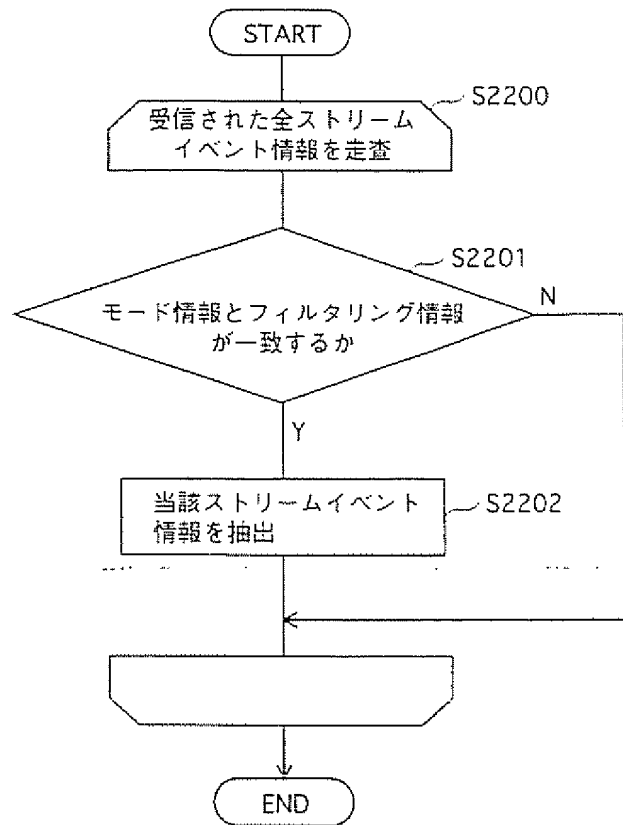 START
受信された全ストリーム
イベント情報を走査
S2200
モード情報とフィルタリング情報
が一致するか
S2201
N
Y
当該ストリームイベント
情報を抽出
S2202
END